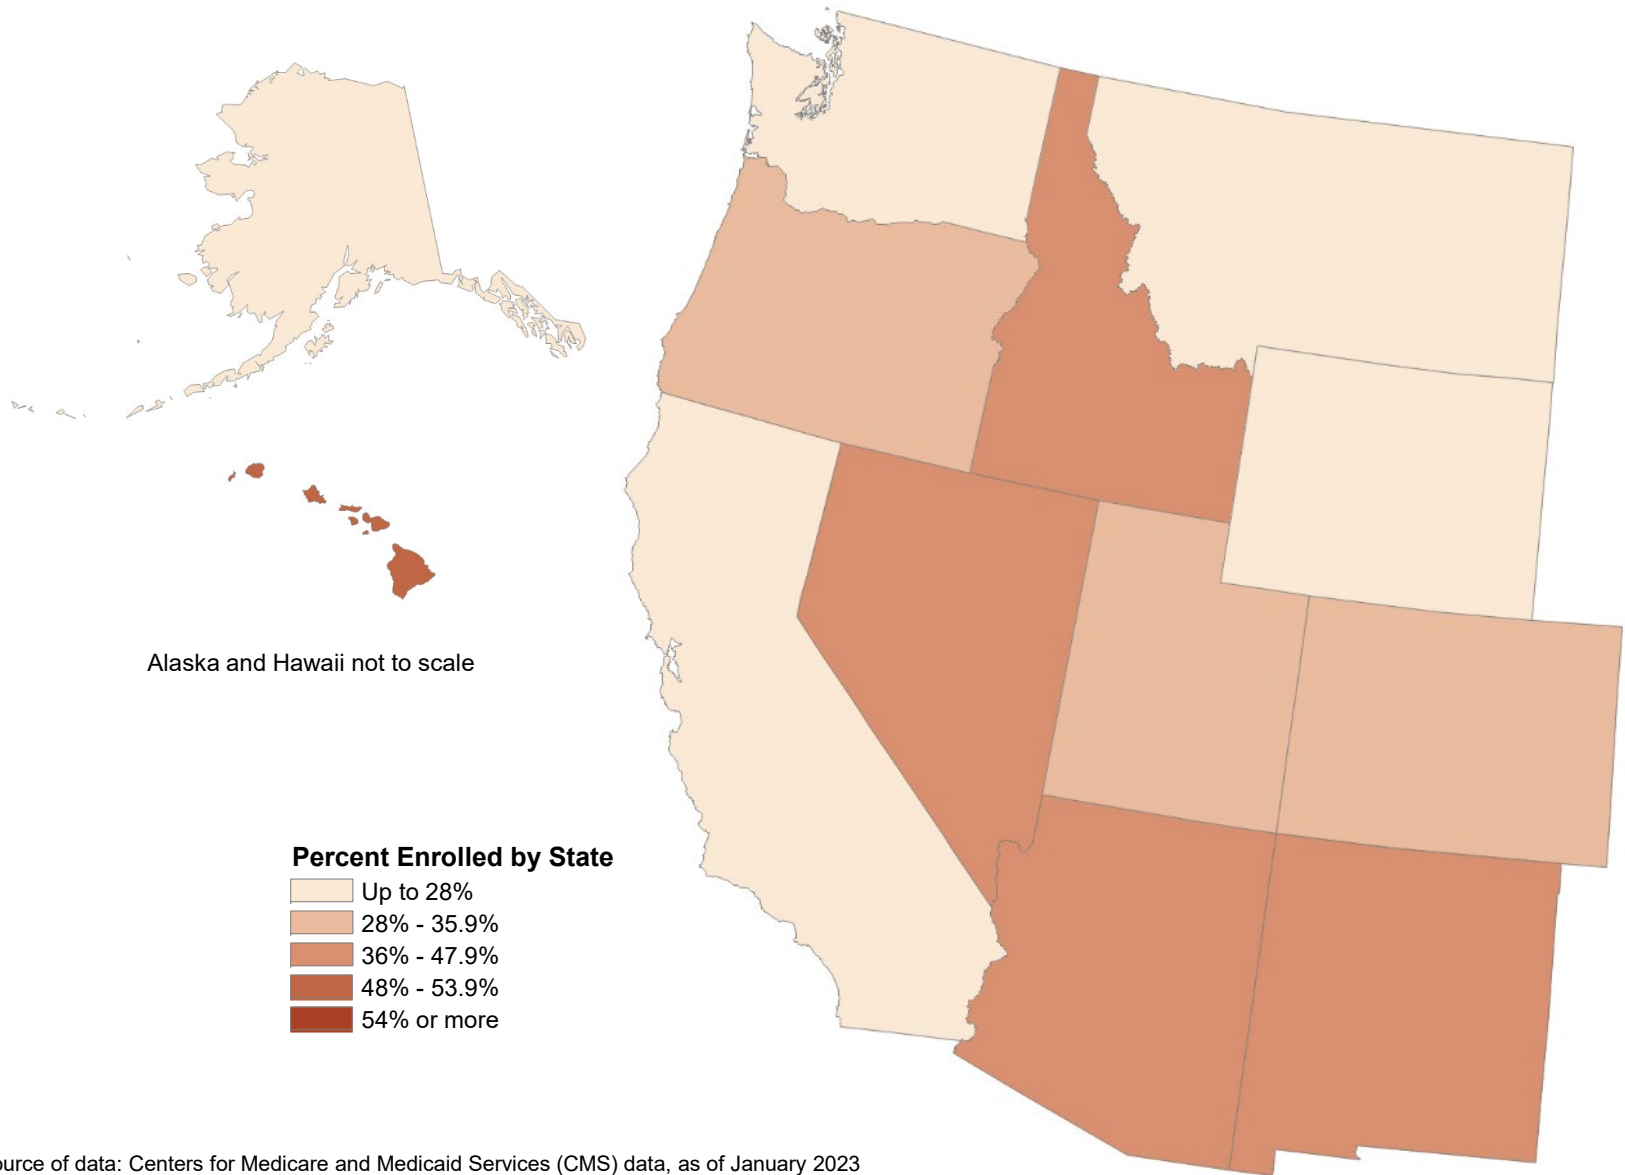 Alaska and Hawaii not to scale
Percent Enrolled by State
Up to 28%
28% - 35.9%
36% - 47.9%
48% - 53.9%
54% or more
ource of data: Centers for Medicare and Medicaid Services (CMS) data, as of January 2023